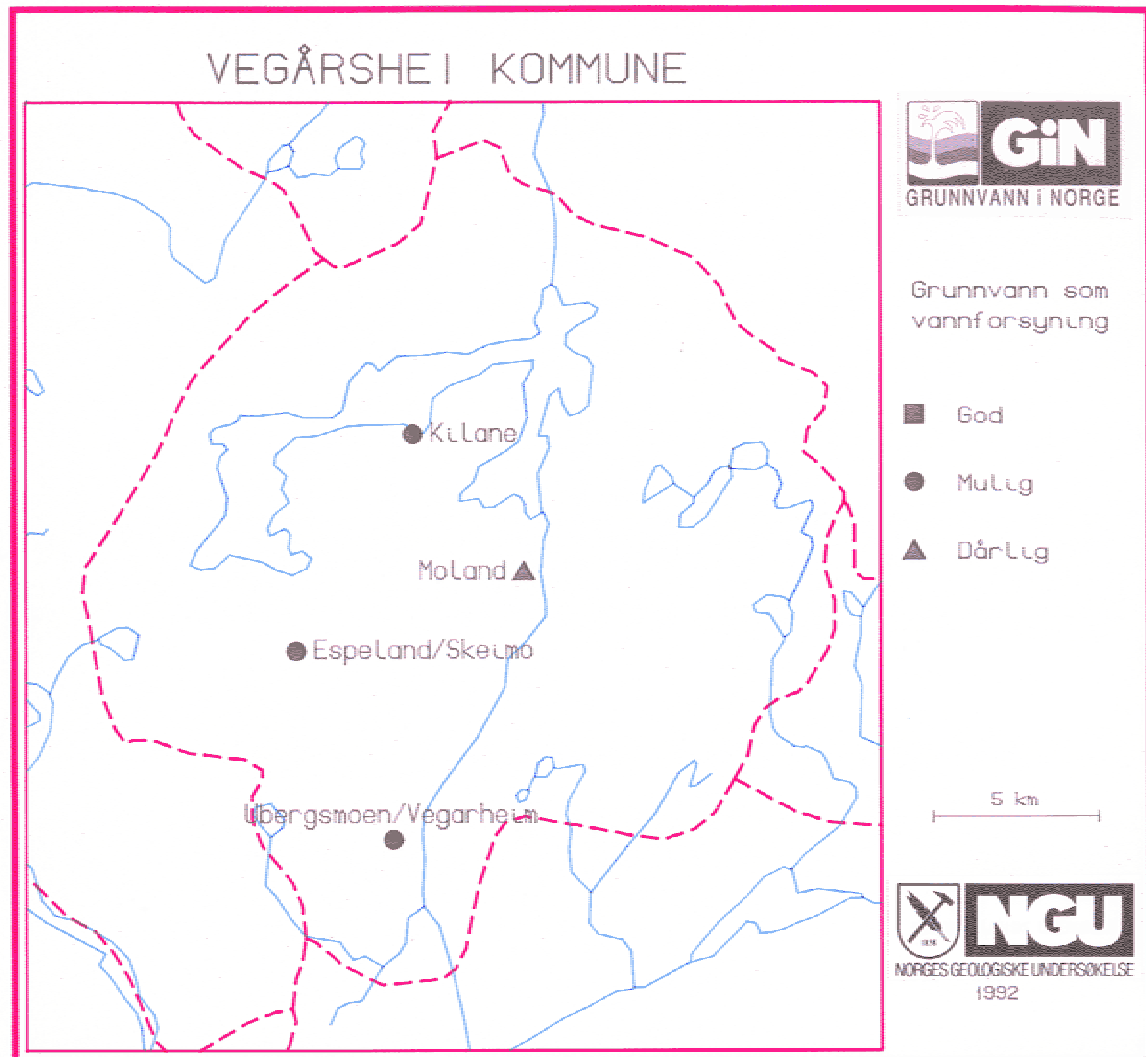 VEGÅRSHEI KOMMUNE
GiN
GRUNNVANN i NORGE
Grunnvann som
vannforsyning
God
Mulig
Dårlig
Kilane
Moland
Espeland/Skeimo
Ubergsmoen/Vegarheim
5 km
1858
NGU
NORGES GEOLOGISKE UNDERSØKELSE
1992